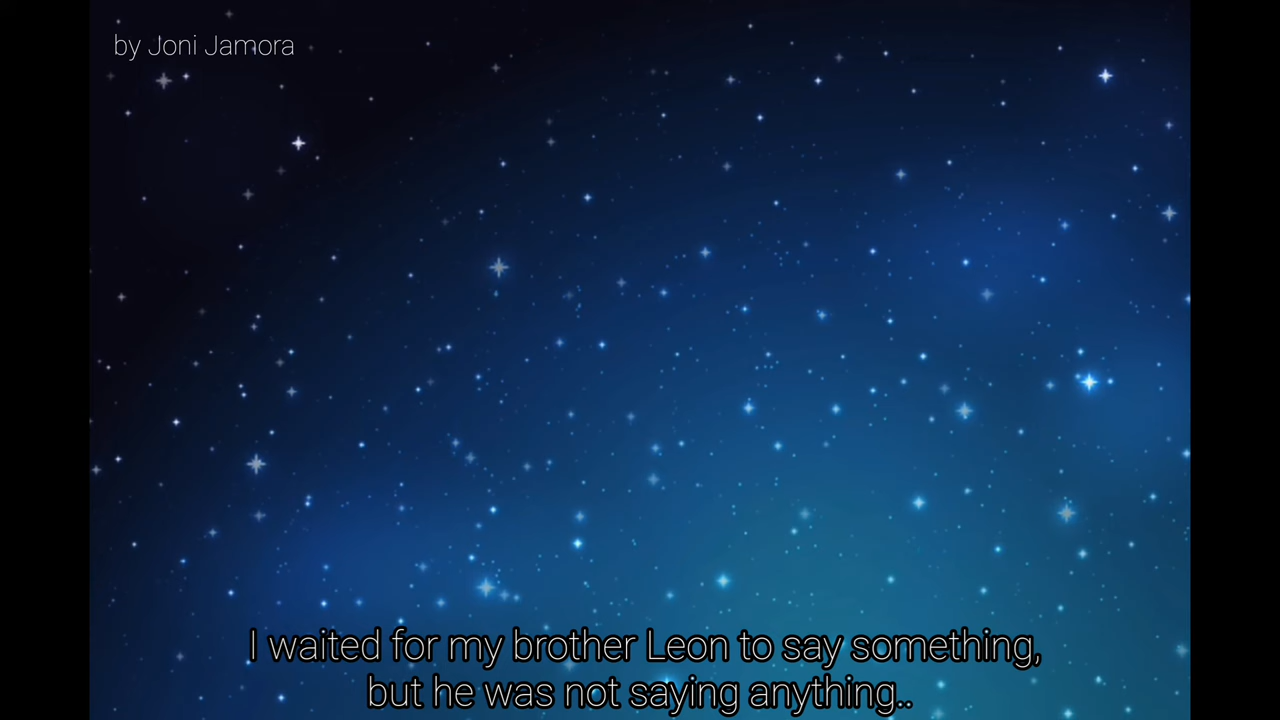 by Joni Jamora
I waited for my brother Leon to say something,
but he was not saying anything..